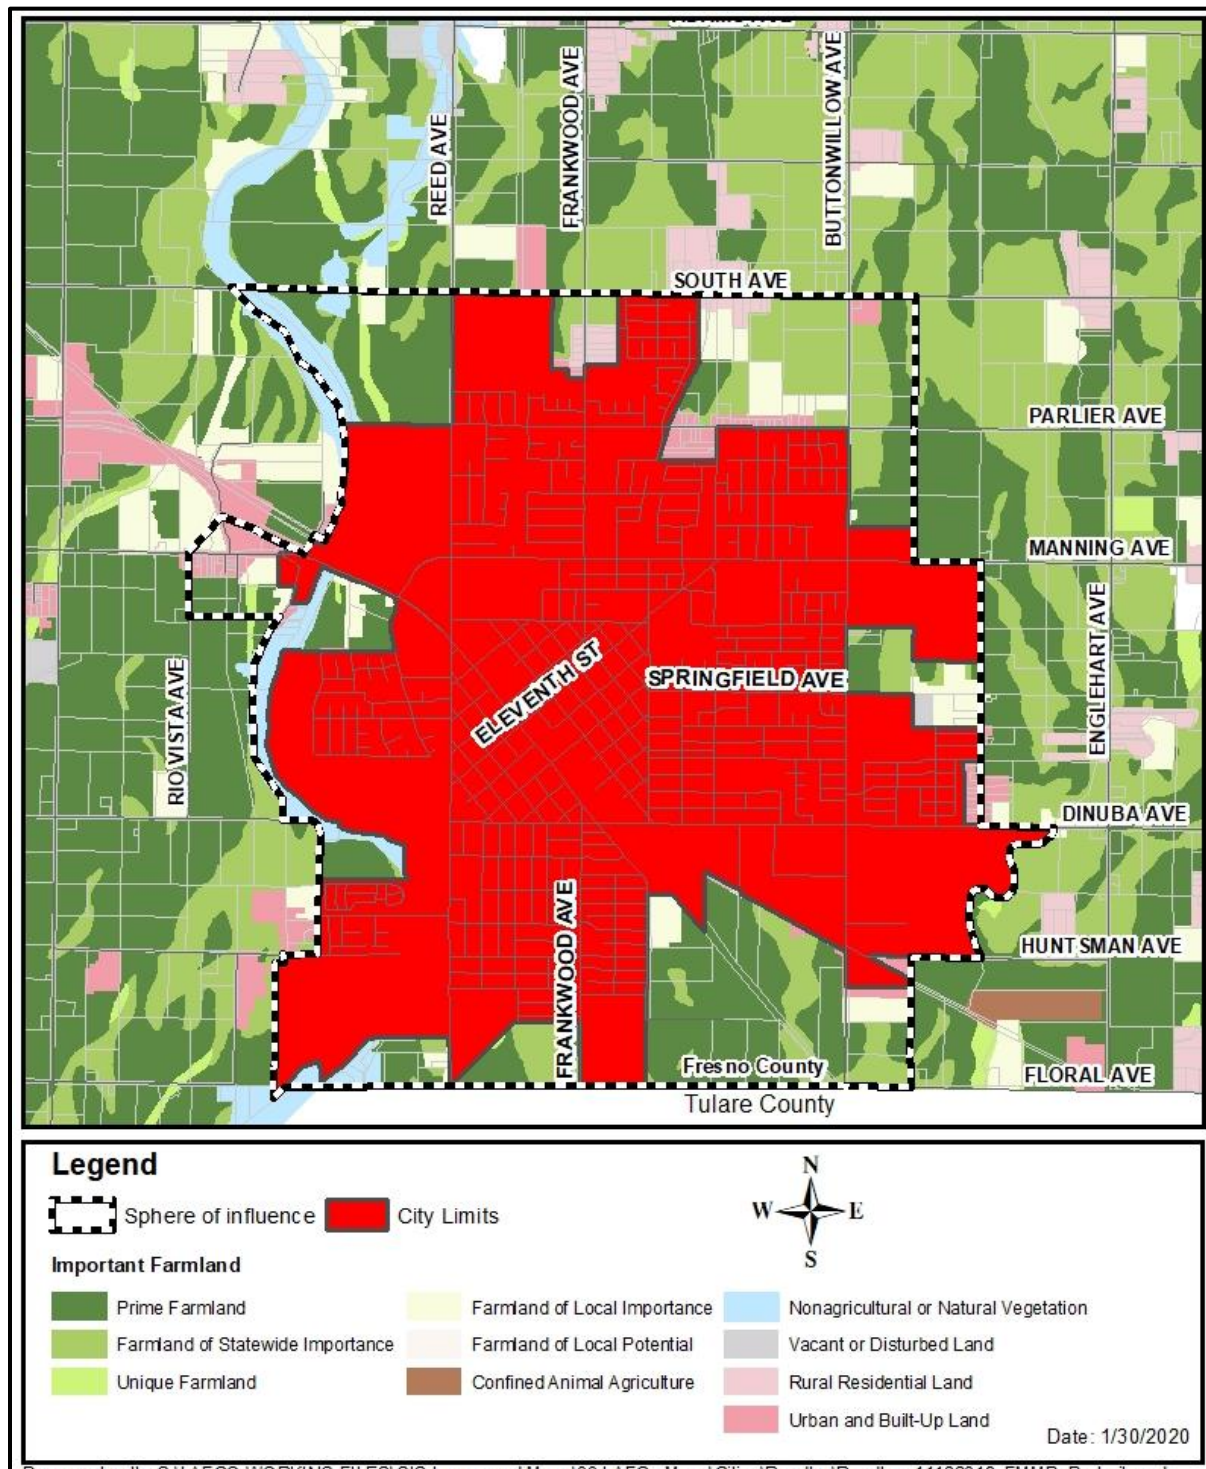 REED AVE
FRANKWOOD AVE
BUTTONWILLOW AVE
SOUTH AVE
PARLIER AVE
MANNING AVE
ENGLEHART AVE
ELEVENTH ST
SPRINGFIELD AVE
RIO VISTA AVE
DINUBA AVE
FRANKWOOD AVE
HUNTSMAN AVE
Fresno County
FLORAL AVE
Tulare County
Legend
Sphere of influence
City Limits
N
W
E
S
Important Farmland
Prime Farmland
Farmland of Local Importance
Nonagricultural or Natural Vegetation
Farmland of Statewide Importance
Farmland of Local Potential
Vacant or Disturbed Land
Unique Farmland
Confined Animal Agriculture
Rural Residential Land
Urban and Built-Up Land
Date: 1/30/2020